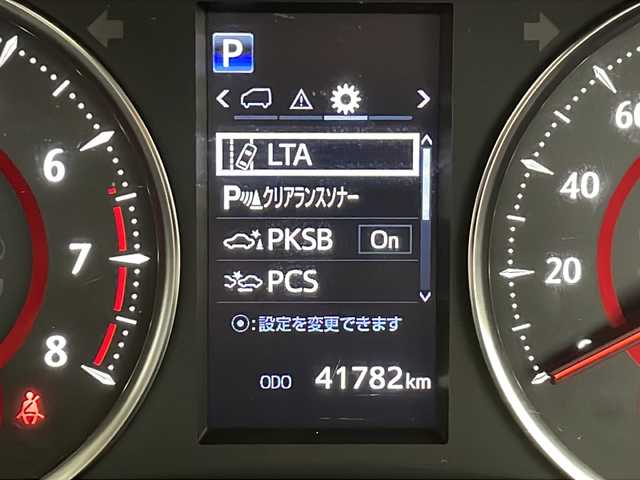 P
LTA
P クリアランスソナー
PKSB On
PCS
:設定を変更できます
ODO 41782km
6
7
8
60
40
20